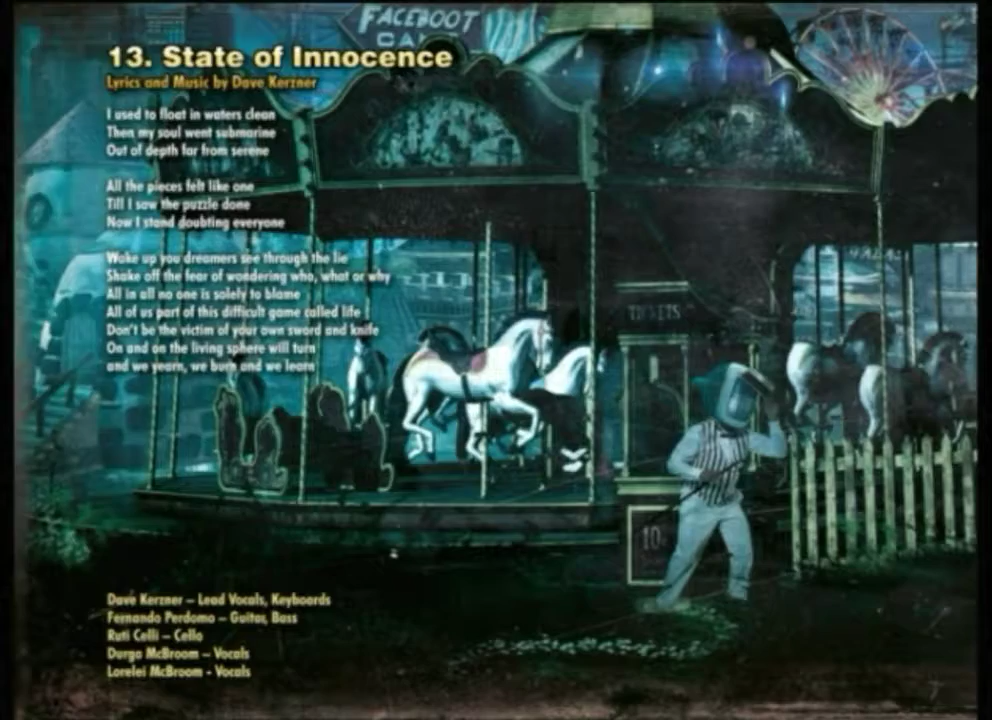 FACEBOOT
13. State of Innocence
Lyrics and Music by Dave Kerzner
I used to float in waters clean
Then my soul went submarine
Out of depth far from serene
All the pieces felt like one
Till I saw the puzzle done
Now I stand doubting everyone
Wake up you dreamers see through the lie
Shake off the fear of wondering who, what or why
All in all no one is solely to blame
All of us part of this difficult game called life
Don't be the victim of your own sword and knife
On and on the living sphere will turn
and we yearn, we burn and we learn
TICKETS
10
Dave Kerzner – Lead Vocals, Keyboards
Fernando Perdomo – Guitar, Bass
Ruti Celli – Cello
Durga McBroom – Vocals
Lorelei McBroom - Vocals